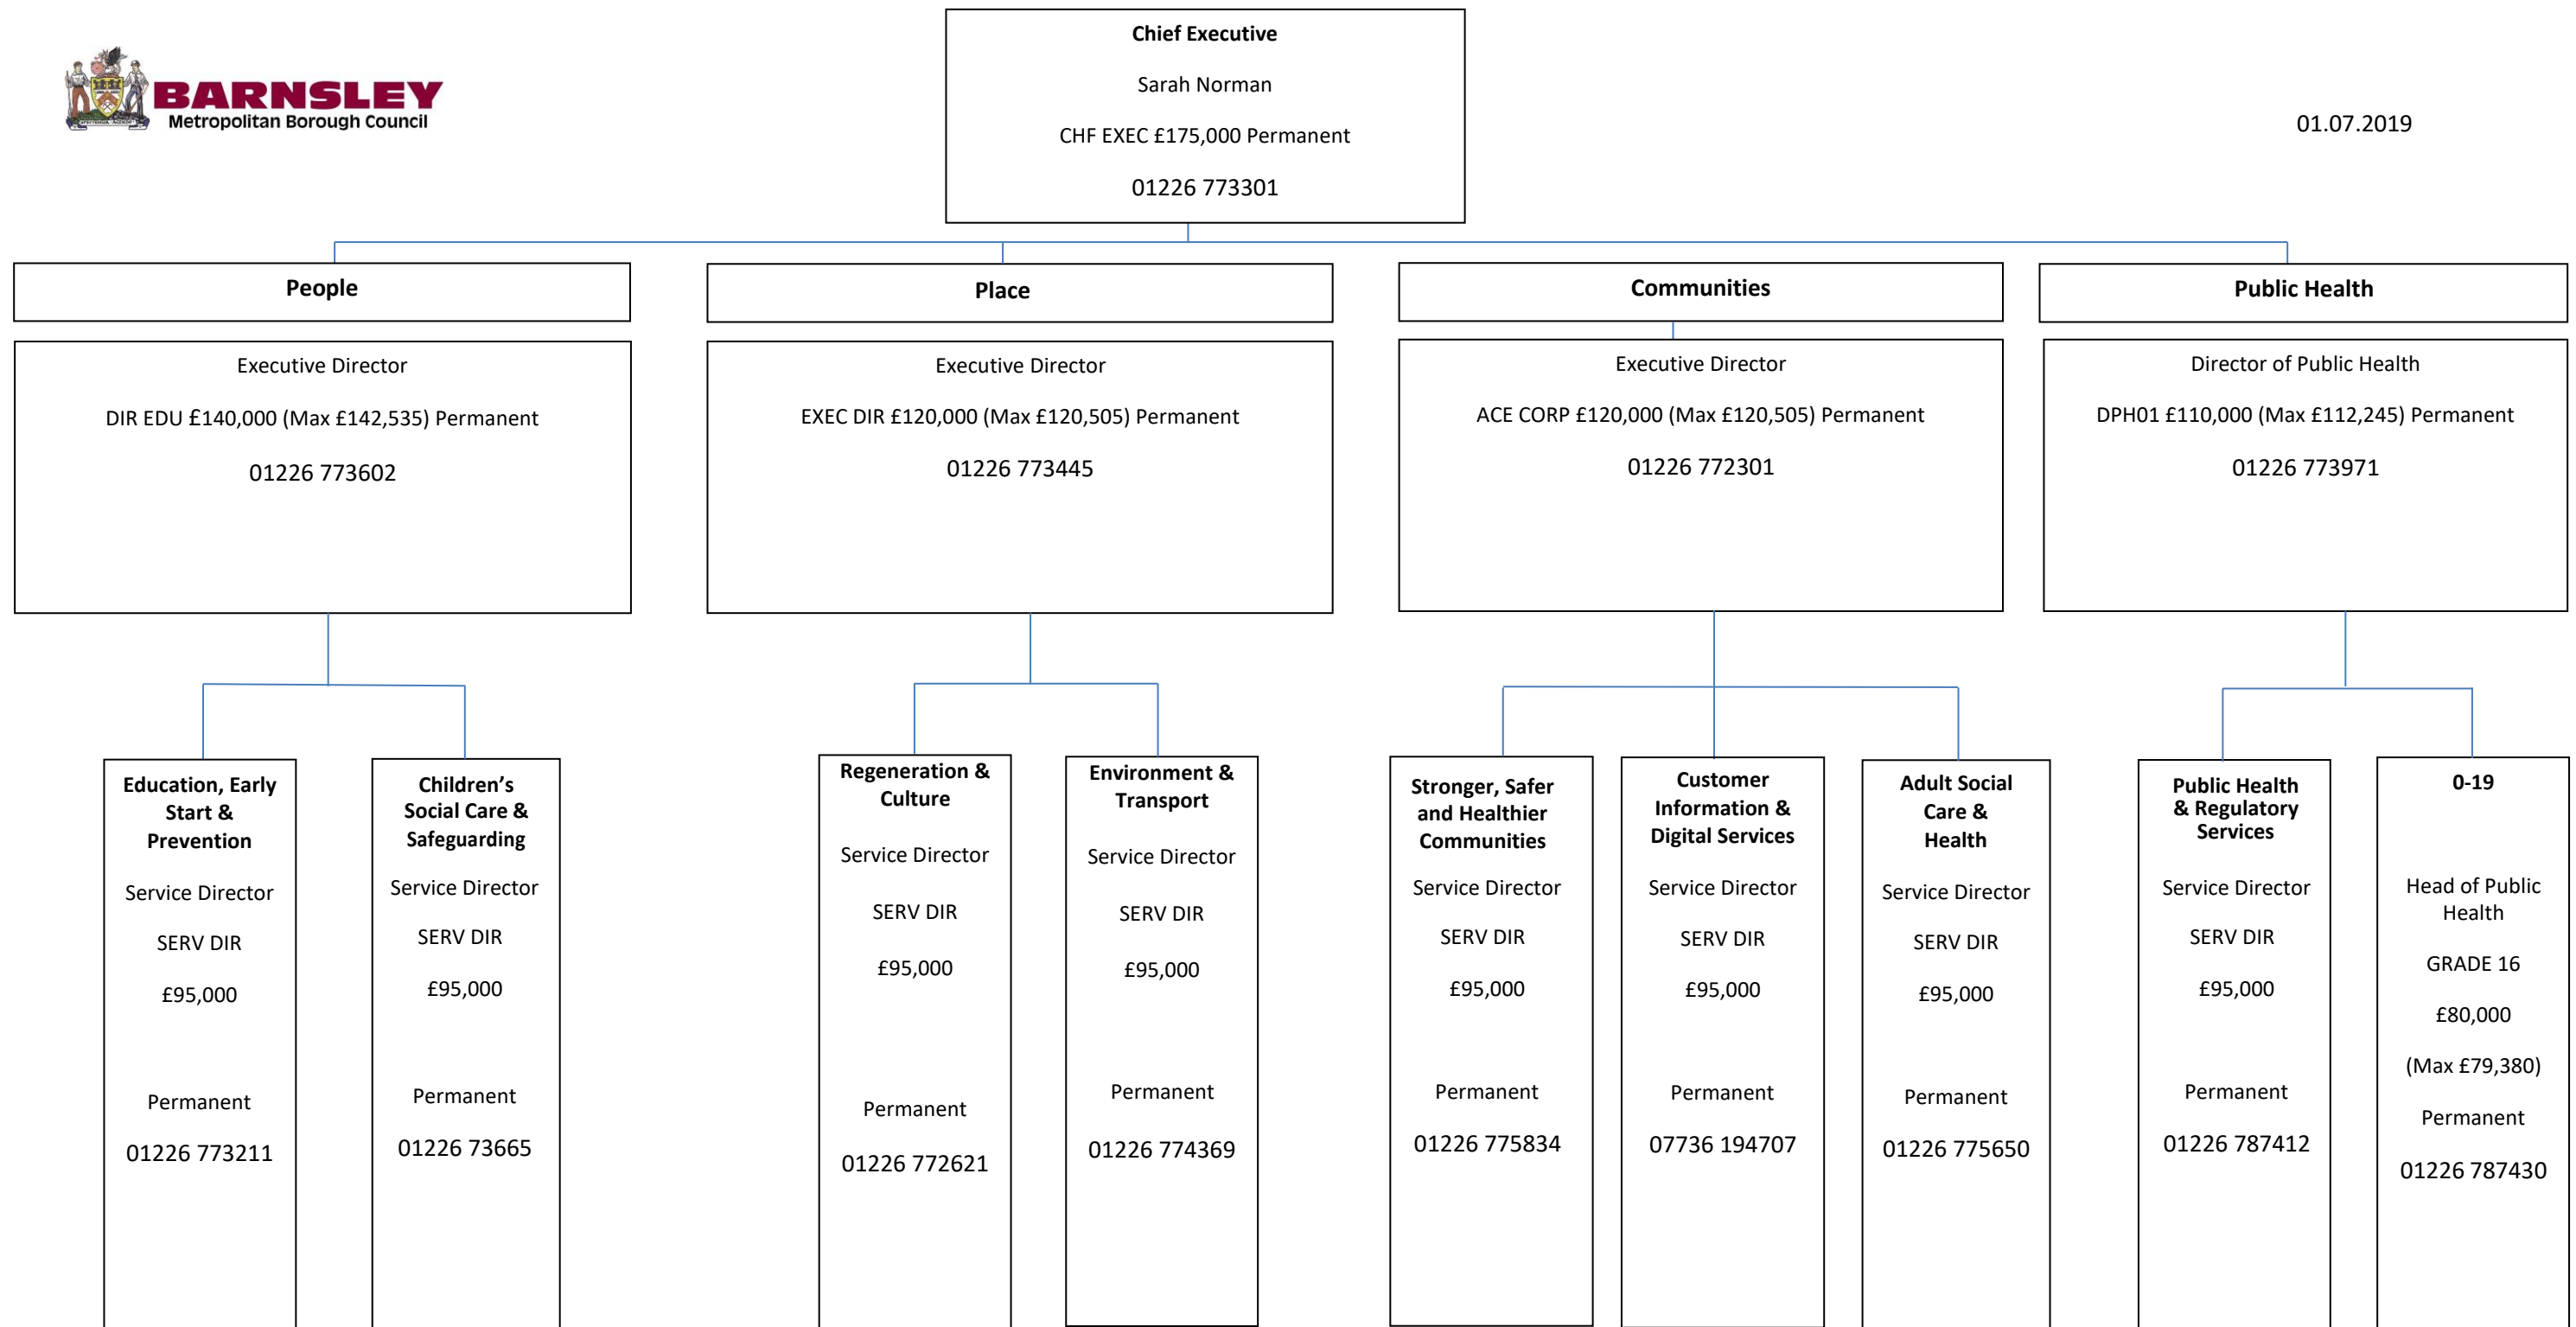 BARNSLEY
Metropolitan Borough Council
Chief Executive
Sarah Norman
CHF EXEC £175,000 Permanent
01226 773301
01.07.2019
People
Executive Director
DIR EDU £140,000 (Max £142,535) Permanent
01226 773602
Place
Executive Director
EXEC DIR £120,000 (Max £120,505) Permanent
01226 773445
Communities
Executive Director
ACE CORP £120,000 (Max £120,505) Permanent
01226 772301
Public Health
Director of Public Health
DPH01 £110,000 (Max £112,245) Permanent
01226 773971
Education, Early
Start &
Prevention
Service Director
SERV DIR
£95,000
Permanent
01226 773211
Children’s
Social Care &
Safeguarding
Service Director
SERV DIR
£95,000
Permanent
01226 73665
Regeneration &
Culture
Service Director
SERV DIR
£95,000
Permanent
01226 772621
Environment &
Transport
Service Director
SERV DIR
£95,000
Permanent
01226 774369
Stronger, Safer
and Healthier
Communities
Service Director
SERV DIR
£95,000
Permanent
01226 775834
Customer
Information &
Digital Services
Service Director
SERV DIR
£95,000
Permanent
07736 194707
Adult Social
Care &
Health
Service Director
SERV DIR
£95,000
Permanent
01226 775650
Public Health
& Regulatory
Services
Service Director
SERV DIR
£95,000
Permanent
01226 787412
0-19
Head of Public
Health
GRADE 16
£80,000
(Max £79,380)
Permanent
01226 787430